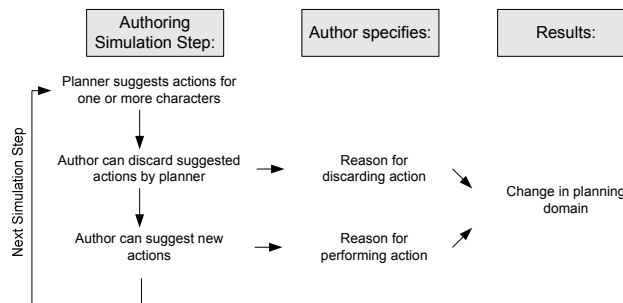 Authoring
Simulation Step:
Author specifies:
Results:
Planner suggests actions for
one or more characters
Next Simulation Step
Author can discard suggested
actions by planner
Reason for
discarding action
Change in planning
domain
Author can suggest new
actions
Reason for
performing action